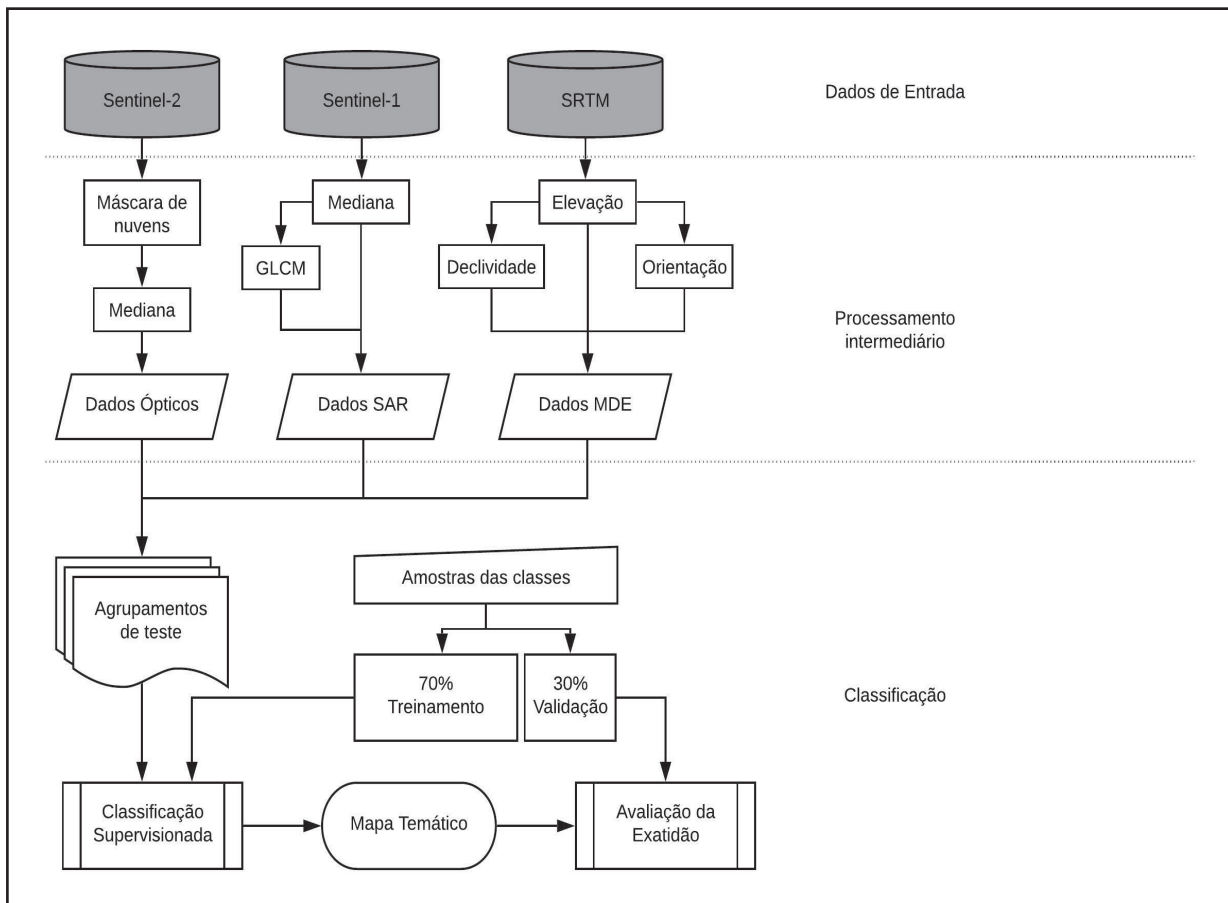 Sentinel-2
Sentinel-1
SRTM
Dados de Entrada
Máscara de
nuvens
Mediana
Mediana
GLCM
Elevação
Declividade
Orientação
Processamento
intermediário
Dados Ópticos
Dados SAR
Dados MDE
Agrupamentos
de teste
Amostras das classes
70%
Treinamento
30%
Validação
Classificação
Classificação
Supervisionada
Mapa Temático
Avaliação da
Exatidão